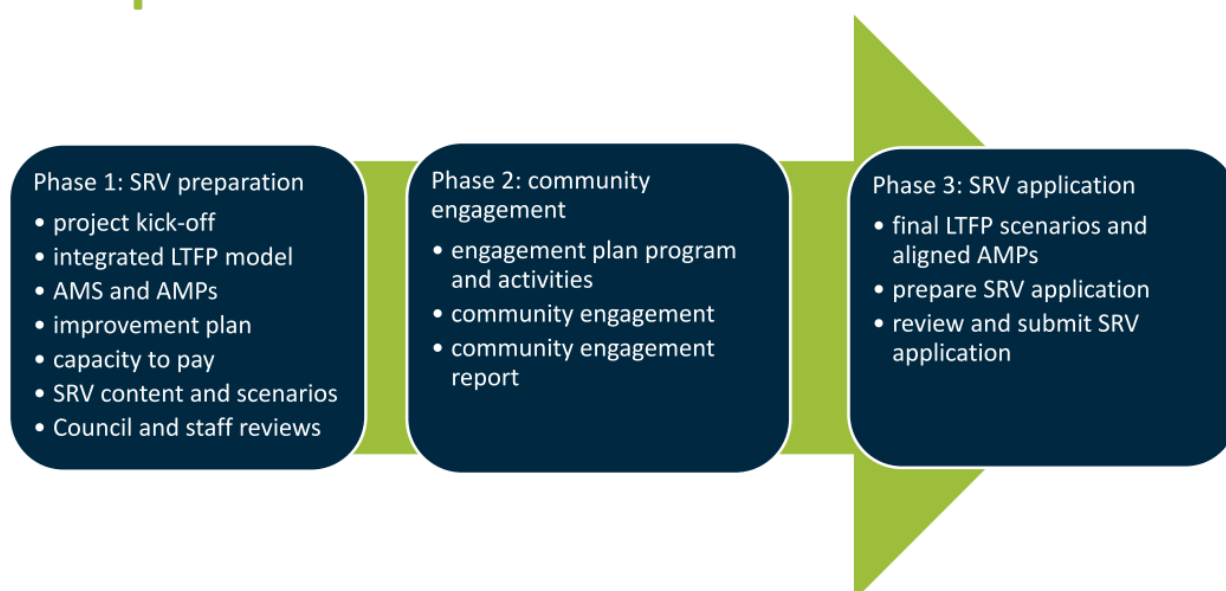 Phase 1: SRV preparation
• project kick-off
• integrated LTFP model
• AMS and AMPs
• improvement plan
• capacity to pay
• SRV content and scenarios
• Council and staff reviews
Phase 2: community
engagement
• engagement plan program
and activities
• community engagement
• community engagement
report
Phase 3: SRV application
• final LTFP scenarios and
aligned AMPs
• prepare SRV application
• review and submit SRV
application